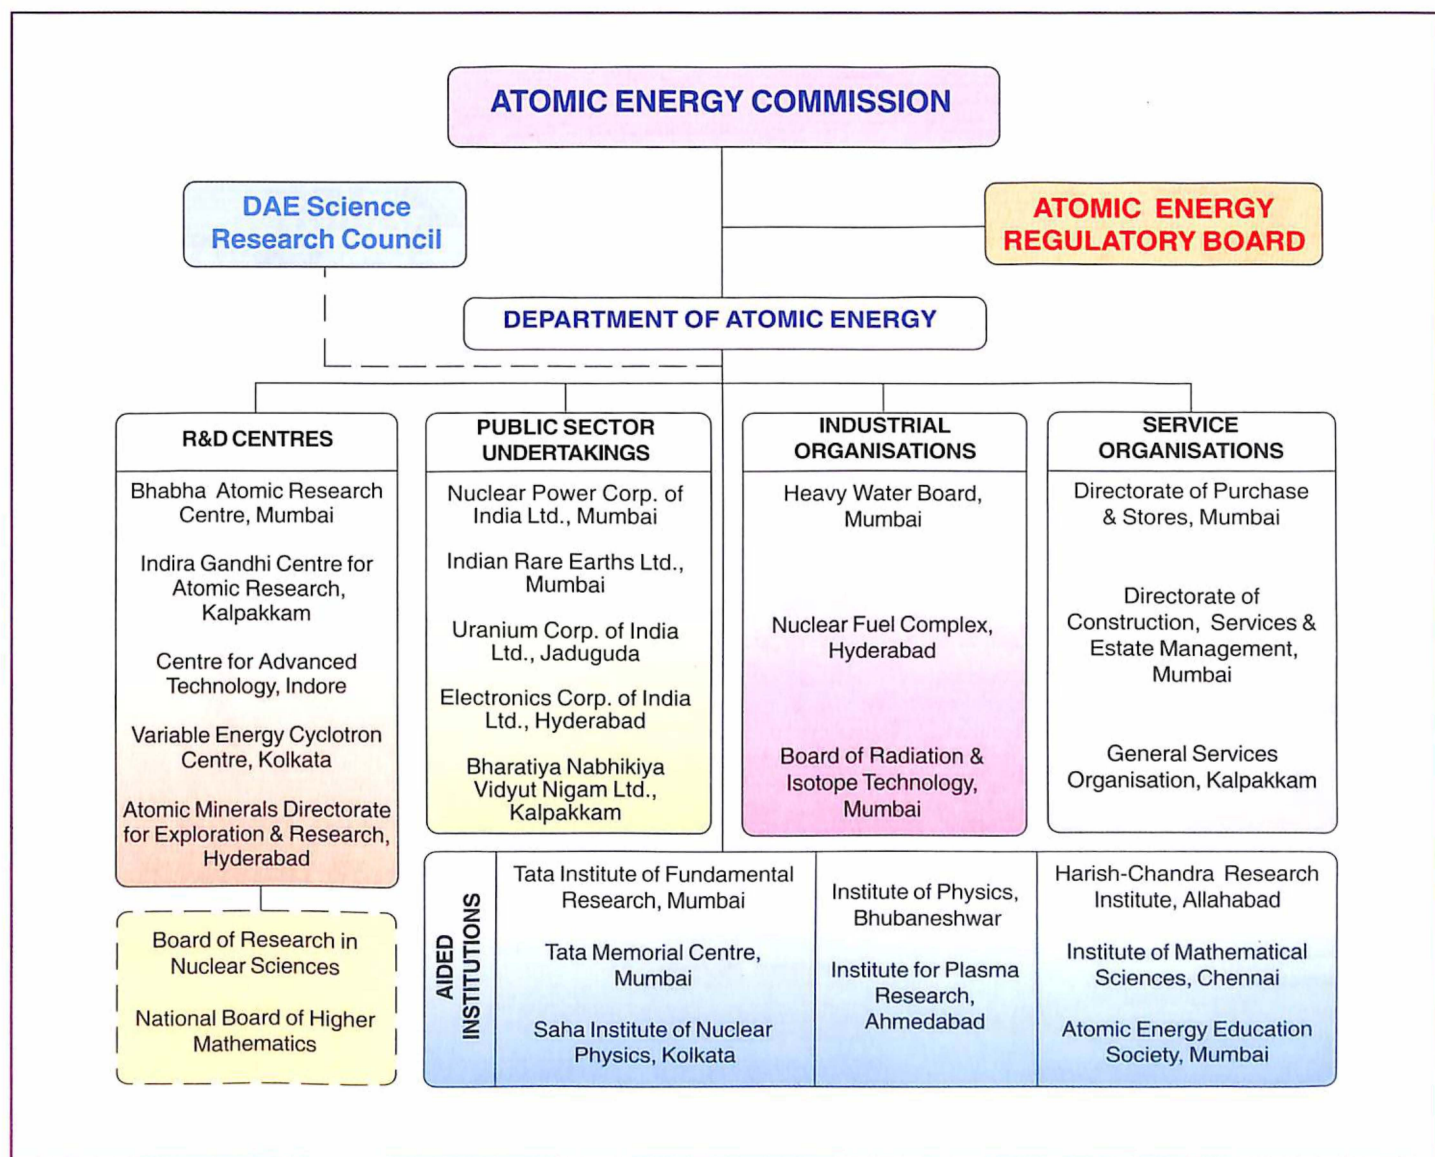 ATOMIC ENERGY COMMISSION
DAE Science
Research Council
ATOMIC ENERGY
REGULATORY BOARD
DEPARTMENT OF ATOMIC ENERGY
R&D CENTRES
Bhabha Atomic Research
Centre, Mumbai
Indira Gandhi Centre for
Atomic Research,
Kalpakkam
Centre for Advanced
Technology, Indore
Variable Energy Cyclotron
Centre, Kolkata
Atomic Minerals Directorate
for Exploration & Research,
Hyderabad
PUBLIC SECTOR
UNDERTAKINGS
Nuclear Power Corp. of
India Ltd., Mumbai
Indian Rare Earths Ltd.,
Mumbai
Uranium Corp. of India
Ltd., Jaduguda
Electronics Corp. of India
Ltd., Hyderabad
Bharatiya Nabhikiya
Vidyut Nigam Ltd.,
Kalpakkam
INDUSTRIAL
ORGANISATIONS
Heavy Water Board,
Mumbai
Nuclear Fuel Complex,
Hyderabad
Board of Radiation &
Isotope Technology,
Mumbai
SERVICE
ORGANISATIONS
Directorate of Purchase
& Stores, Mumbai
Directorate of
Construction, Services &
Estate Management,
Mumbai
General Services
Organisation, Kalpakkam
Board of Research in
Nuclear Sciences
National Board of Higher
Mathematics
AIDED
INSTITUTIONS
Tata Institute of Fundamental
Research, Mumbai
Tata Memorial Centre,
Mumbai
Saha Institute of Nuclear
Physics, Kolkata
Institute of Physics,
Bhubaneshwar
Institute for Plasma
Research,
Ahmedabad
Harish-Chandra Research
Institute, Allahabad
Institute of Mathematical
Sciences, Chennai
Atomic Energy Education
Society, Mumbai